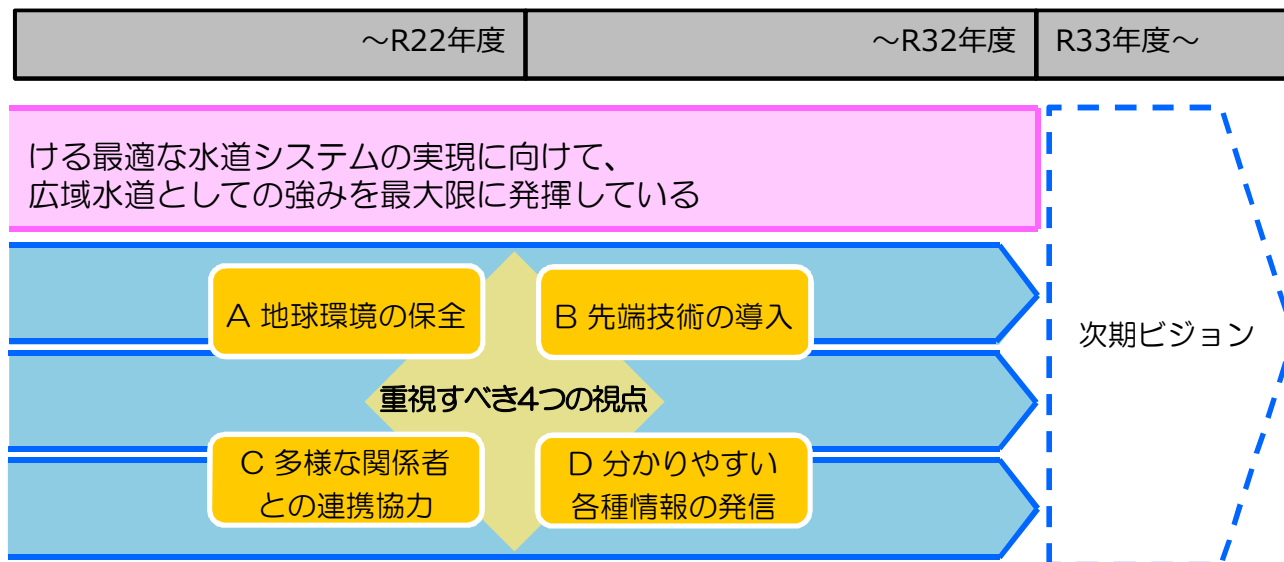 ～R22年度
～R32年度
R33年度～
ける最適な水道システムの実現に向けて、
広域水道としての強みを最大限に発揮している
A 地球環境の保全
B 先端技術の導入
次期ビジョン
重視すべき4つの視点
C 多様な関係者
との連携協力
D 分かりやすい
各種情報の発信